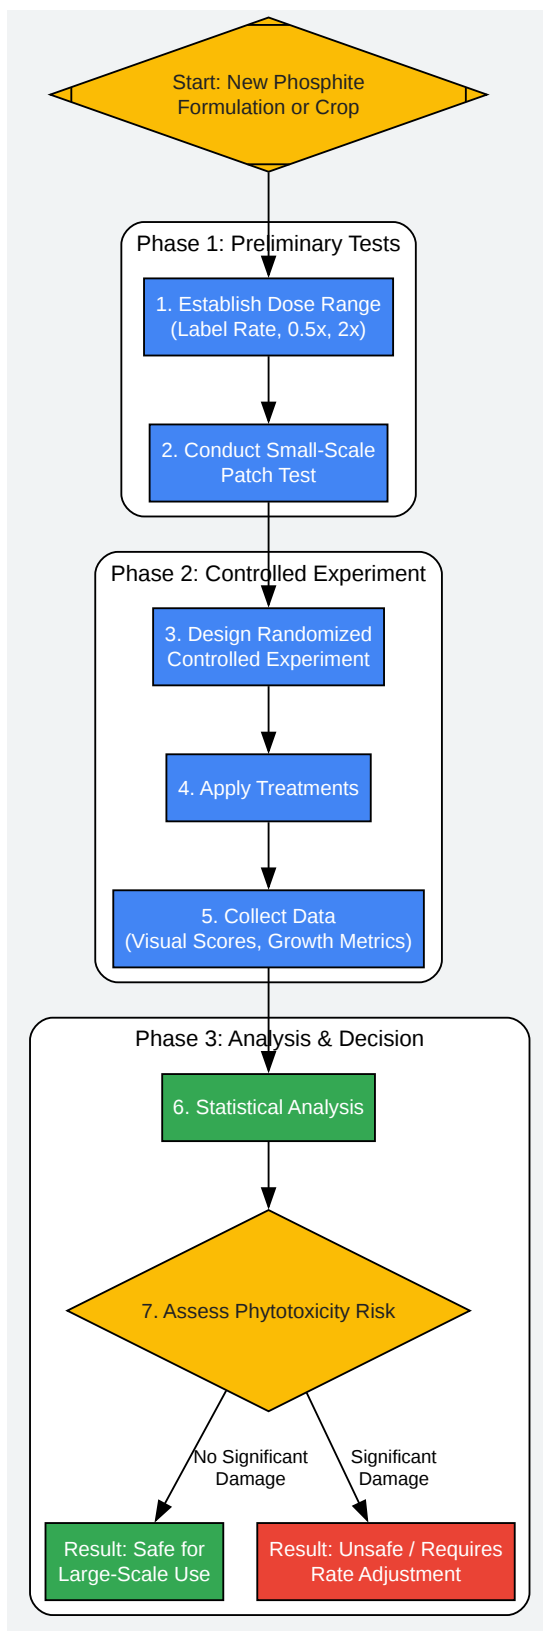 Start: New Phosphite
Formulation or Crop
Phase 1: Preliminary Tests
1. Establish Dose Range
(Label Rate, 0.5x, 2x)
2. Conduct Small-Scale
Patch Test
Phase 2: Controlled Experiment
3. Design Randomized
Controlled Experiment
4. Apply Treatments
5. Collect Data
(Visual Scores, Growth Metrics)
Phase 3: Analysis & Decision
6. Statistical Analysis
7. Assess Phytotoxicity Risk
No Significant
Damage
Significant
Damage
Result: Safe for
Large-Scale Use
Result: Unsafe / Requires
Rate Adjustment